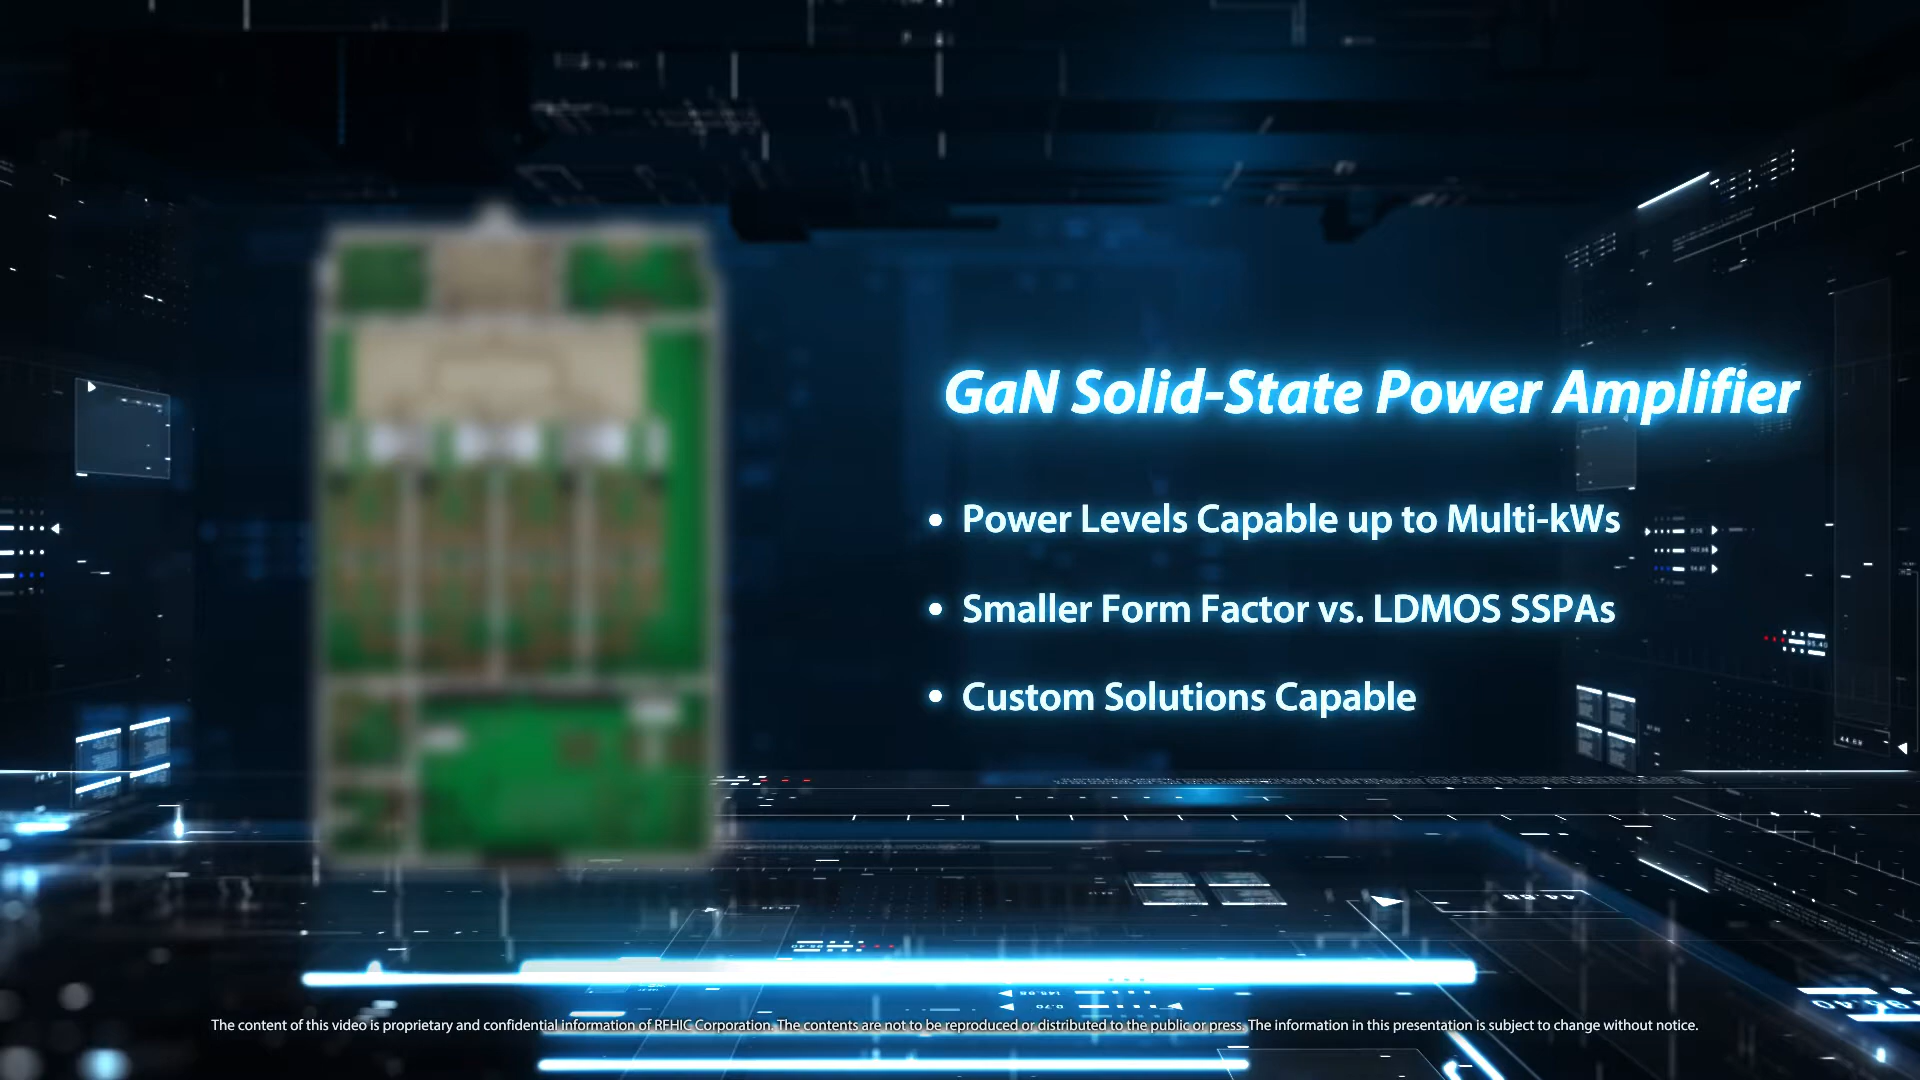 GaN Solid-State Power Amplifier
• Power Levels Capable up to Multi-kWs
• Smaller Form Factor vs. LDMOS SSPAs
• Custom Solutions Capable
44.68
The content of this video is proprietary and confidential information of RFHIC Corporation. The contents are not to be reproduced or distributed to the public or press. The information in this presentation is subject to change without notice.